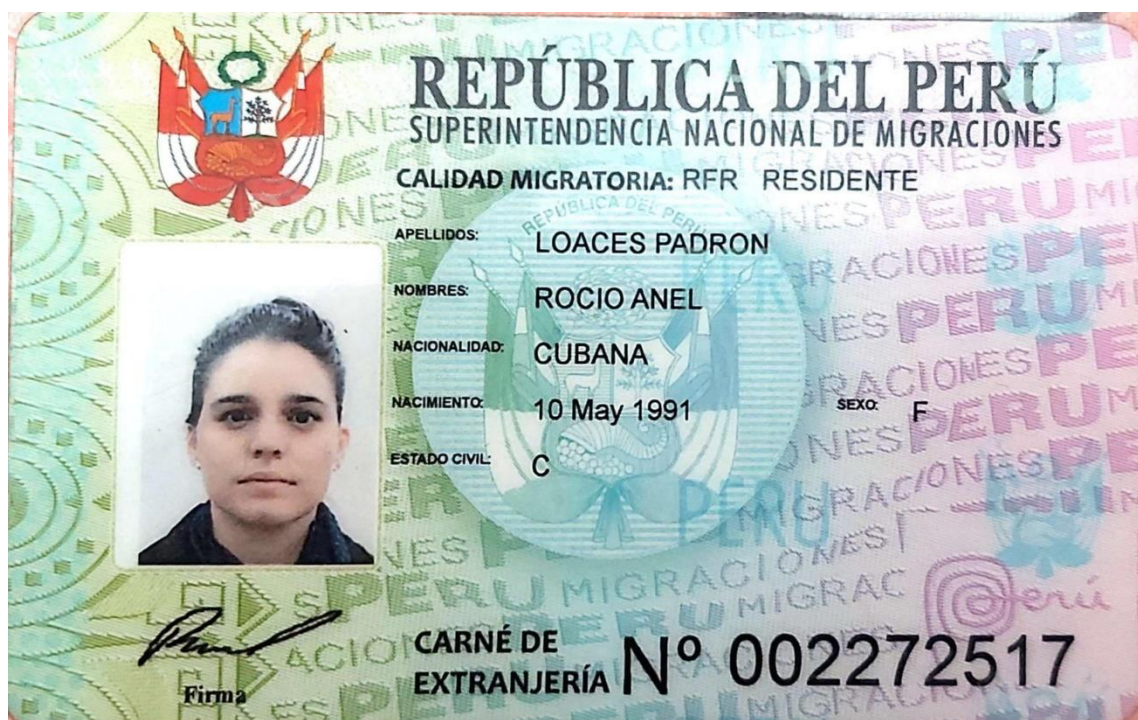 REPÚBLICA DEL PERÚ
SUPERINTENDENCIA NACIONAL DE MIGRACIONES
CALIDAD MIGRATORIA: RFR RESIDENTE
APELLIDOS: LOACES PADRON
NOMBRES: ROCIO ANEL
NACIONALIDAD: CUBANA
NACIMIENTO: 10 May 1991 SEXO: F
ESTADO CIVIL: C
Perú
Firma
CARNÉ DE EXTRANJERÍA Nº 002272517